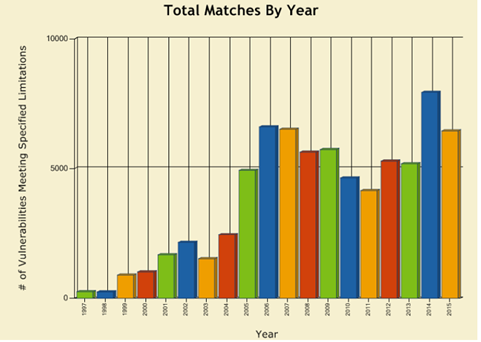 Total Matches By Year
# of Vulnerabilities Meeting Specified Limitations
10000
5000
0
1997 1998 1999 2000 2001 2002 2003 2004 2005 2006 2007 2008 2009 2010 2011 2012 2013 2014 2015
Year